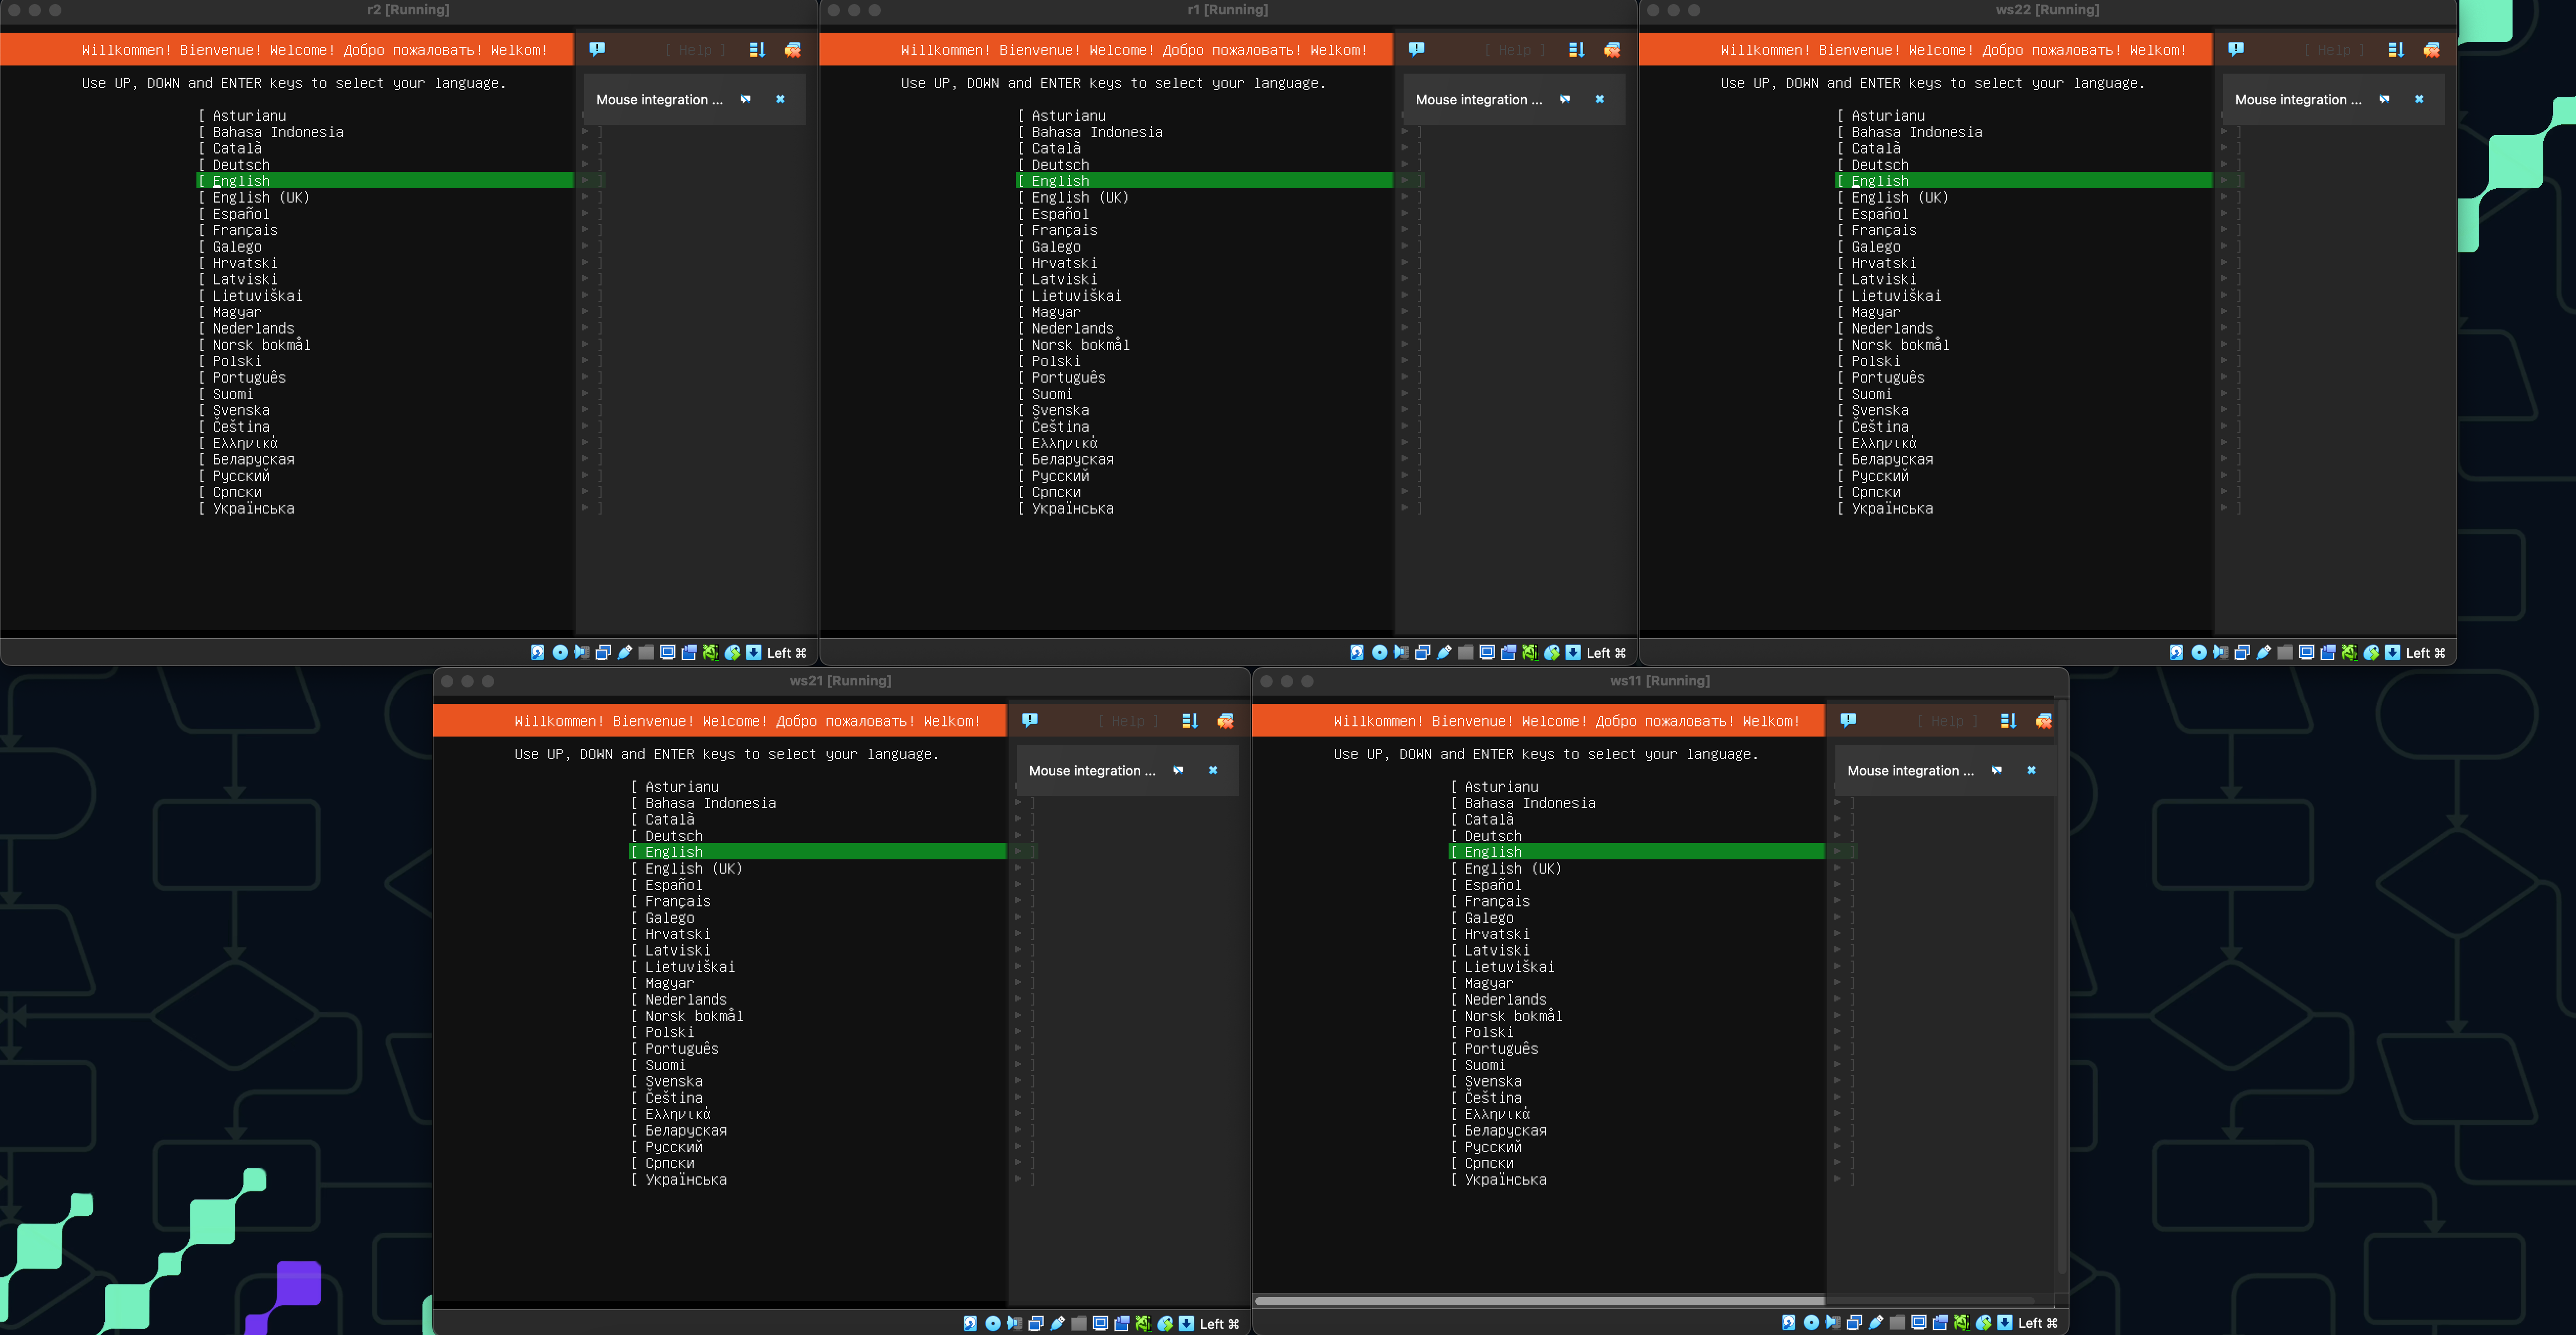 r2 [Running]
Willkommen! Bienvenue! Welcome! Добро пожаловать! Welkom!
[ Help ]
Use UP, DOWN and ENTER keys to select your language.
Mouse integration ...
[ Asturianu
[ Bahasa Indonesia ]
[ Català ]
[ Deutsch ]
[ English ]
[ English (UK) ]
[ Español ]
[ Français ]
[ Galego ]
[ Hrvatski ]
[ Latviski ]
[ Lietuviškai ]
[ Magyar ]
[ Nederlands ]
[ Norsk bokmål ]
[ Polski ]
[ Português ]
[ Suomi ]
[ Svenska ]
[ Čeština ]
[ Ελληνικά ]
[ Беларуская ]
[ Русский ]
[ Српски ]
[ Українська ]
Left ⌘
r1 [Running]
Willkommen! Bienvenue! Welcome! Добро пожаловать! Welkom!
[ Help ]
Use UP, DOWN and ENTER keys to select your language.
Mouse integration ...
[ Asturianu
[ Bahasa Indonesia ]
[ Català ]
[ Deutsch ]
[ English ]
[ English (UK) ]
[ Español ]
[ Français ]
[ Galego ]
[ Hrvatski ]
[ Latviski ]
[ Lietuviškai ]
[ Magyar ]
[ Nederlands ]
[ Norsk bokmål ]
[ Polski ]
[ Português ]
[ Suomi ]
[ Svenska ]
[ Čeština ]
[ Ελληνικά ]
[ Беларуская ]
[ Русский ]
[ Српски ]
[ Українська ]
Left ⌘
ws22 [Running]
Willkommen! Bienvenue! Welcome! Добро пожаловать! Welkom!
[ Help ]
Use UP, DOWN and ENTER keys to select your language.
Mouse integration ...
[ Asturianu
[ Bahasa Indonesia ]
[ Català ]
[ Deutsch ]
[ English ]
[ English (UK) ]
[ Español ]
[ Français ]
[ Galego ]
[ Hrvatski ]
[ Latviski ]
[ Lietuviškai ]
[ Magyar ]
[ Nederlands ]
[ Norsk bokmål ]
[ Polski ]
[ Português ]
[ Suomi ]
[ Svenska ]
[ Čeština ]
[ Ελληνικά ]
[ Беларуская ]
[ Русский ]
[ Српски ]
[ Українська ]
Left ⌘
ws21 [Running]
Willkommen! Bienvenue! Welcome! Добро пожаловать! Welkom!
[ Help ]
Use UP, DOWN and ENTER keys to select your language.
Mouse integration ...
[ Asturianu
[ Bahasa Indonesia ]
[ Català ]
[ Deutsch ]
[ English ]
[ English (UK) ]
[ Español ]
[ Français ]
[ Galego ]
[ Hrvatski ]
[ Latviski ]
[ Lietuviškai ]
[ Magyar ]
[ Nederlands ]
[ Norsk bokmål ]
[ Polski ]
[ Português ]
[ Suomi ]
[ Svenska ]
[ Čeština ]
[ Ελληνικά ]
[ Беларуская ]
[ Русский ]
[ Српски ]
[ Українська ]
Left ⌘
ws11 [Running]
Willkommen! Bienvenue! Welcome! Добро пожаловать! Welkom!
[ Help ]
Use UP, DOWN and ENTER keys to select your language.
Mouse integration ...
[ Asturianu
[ Bahasa Indonesia ]
[ Català ]
[ Deutsch ]
[ English ]
[ English (UK) ]
[ Español ]
[ Français ]
[ Galego ]
[ Hrvatski ]
[ Latviski ]
[ Lietuviškai ]
[ Magyar ]
[ Nederlands ]
[ Norsk bokmål ]
[ Polski ]
[ Português ]
[ Suomi ]
[ Svenska ]
[ Čeština ]
[ Ελληνικά ]
[ Беларуская ]
[ Русский ]
[ Српски ]
[ Українська ]
Left ⌘